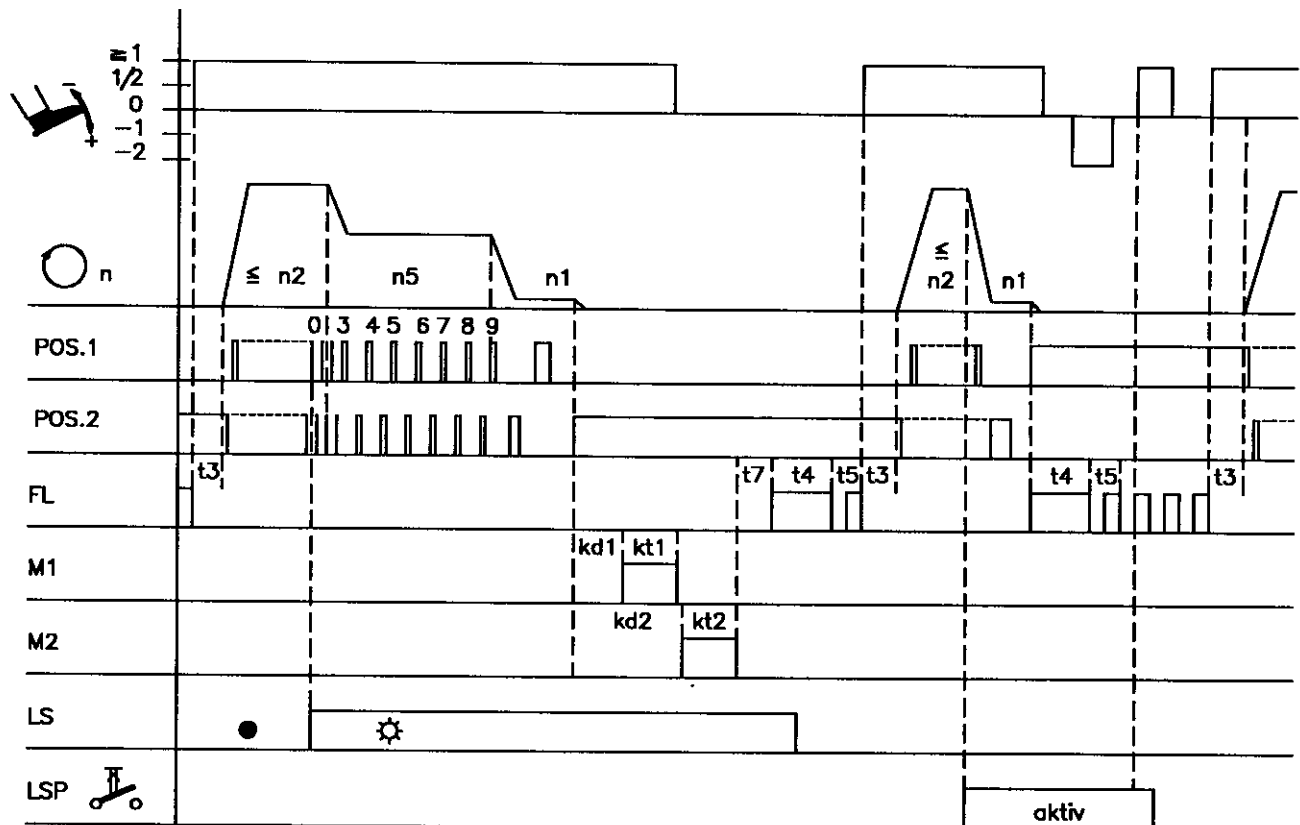 ≧1
1/2
0
−1
−2
− +
n ≤ n2 n5 n1 ≤ n2 n1
0 3 4 5 6 7 8 9
POS.1
POS.2
t3 t7 t4 t5 t3 t4 t5 t3
FL
kd1 kt1
M1
kd2 kt2
M2
LS
LSP
aktiv